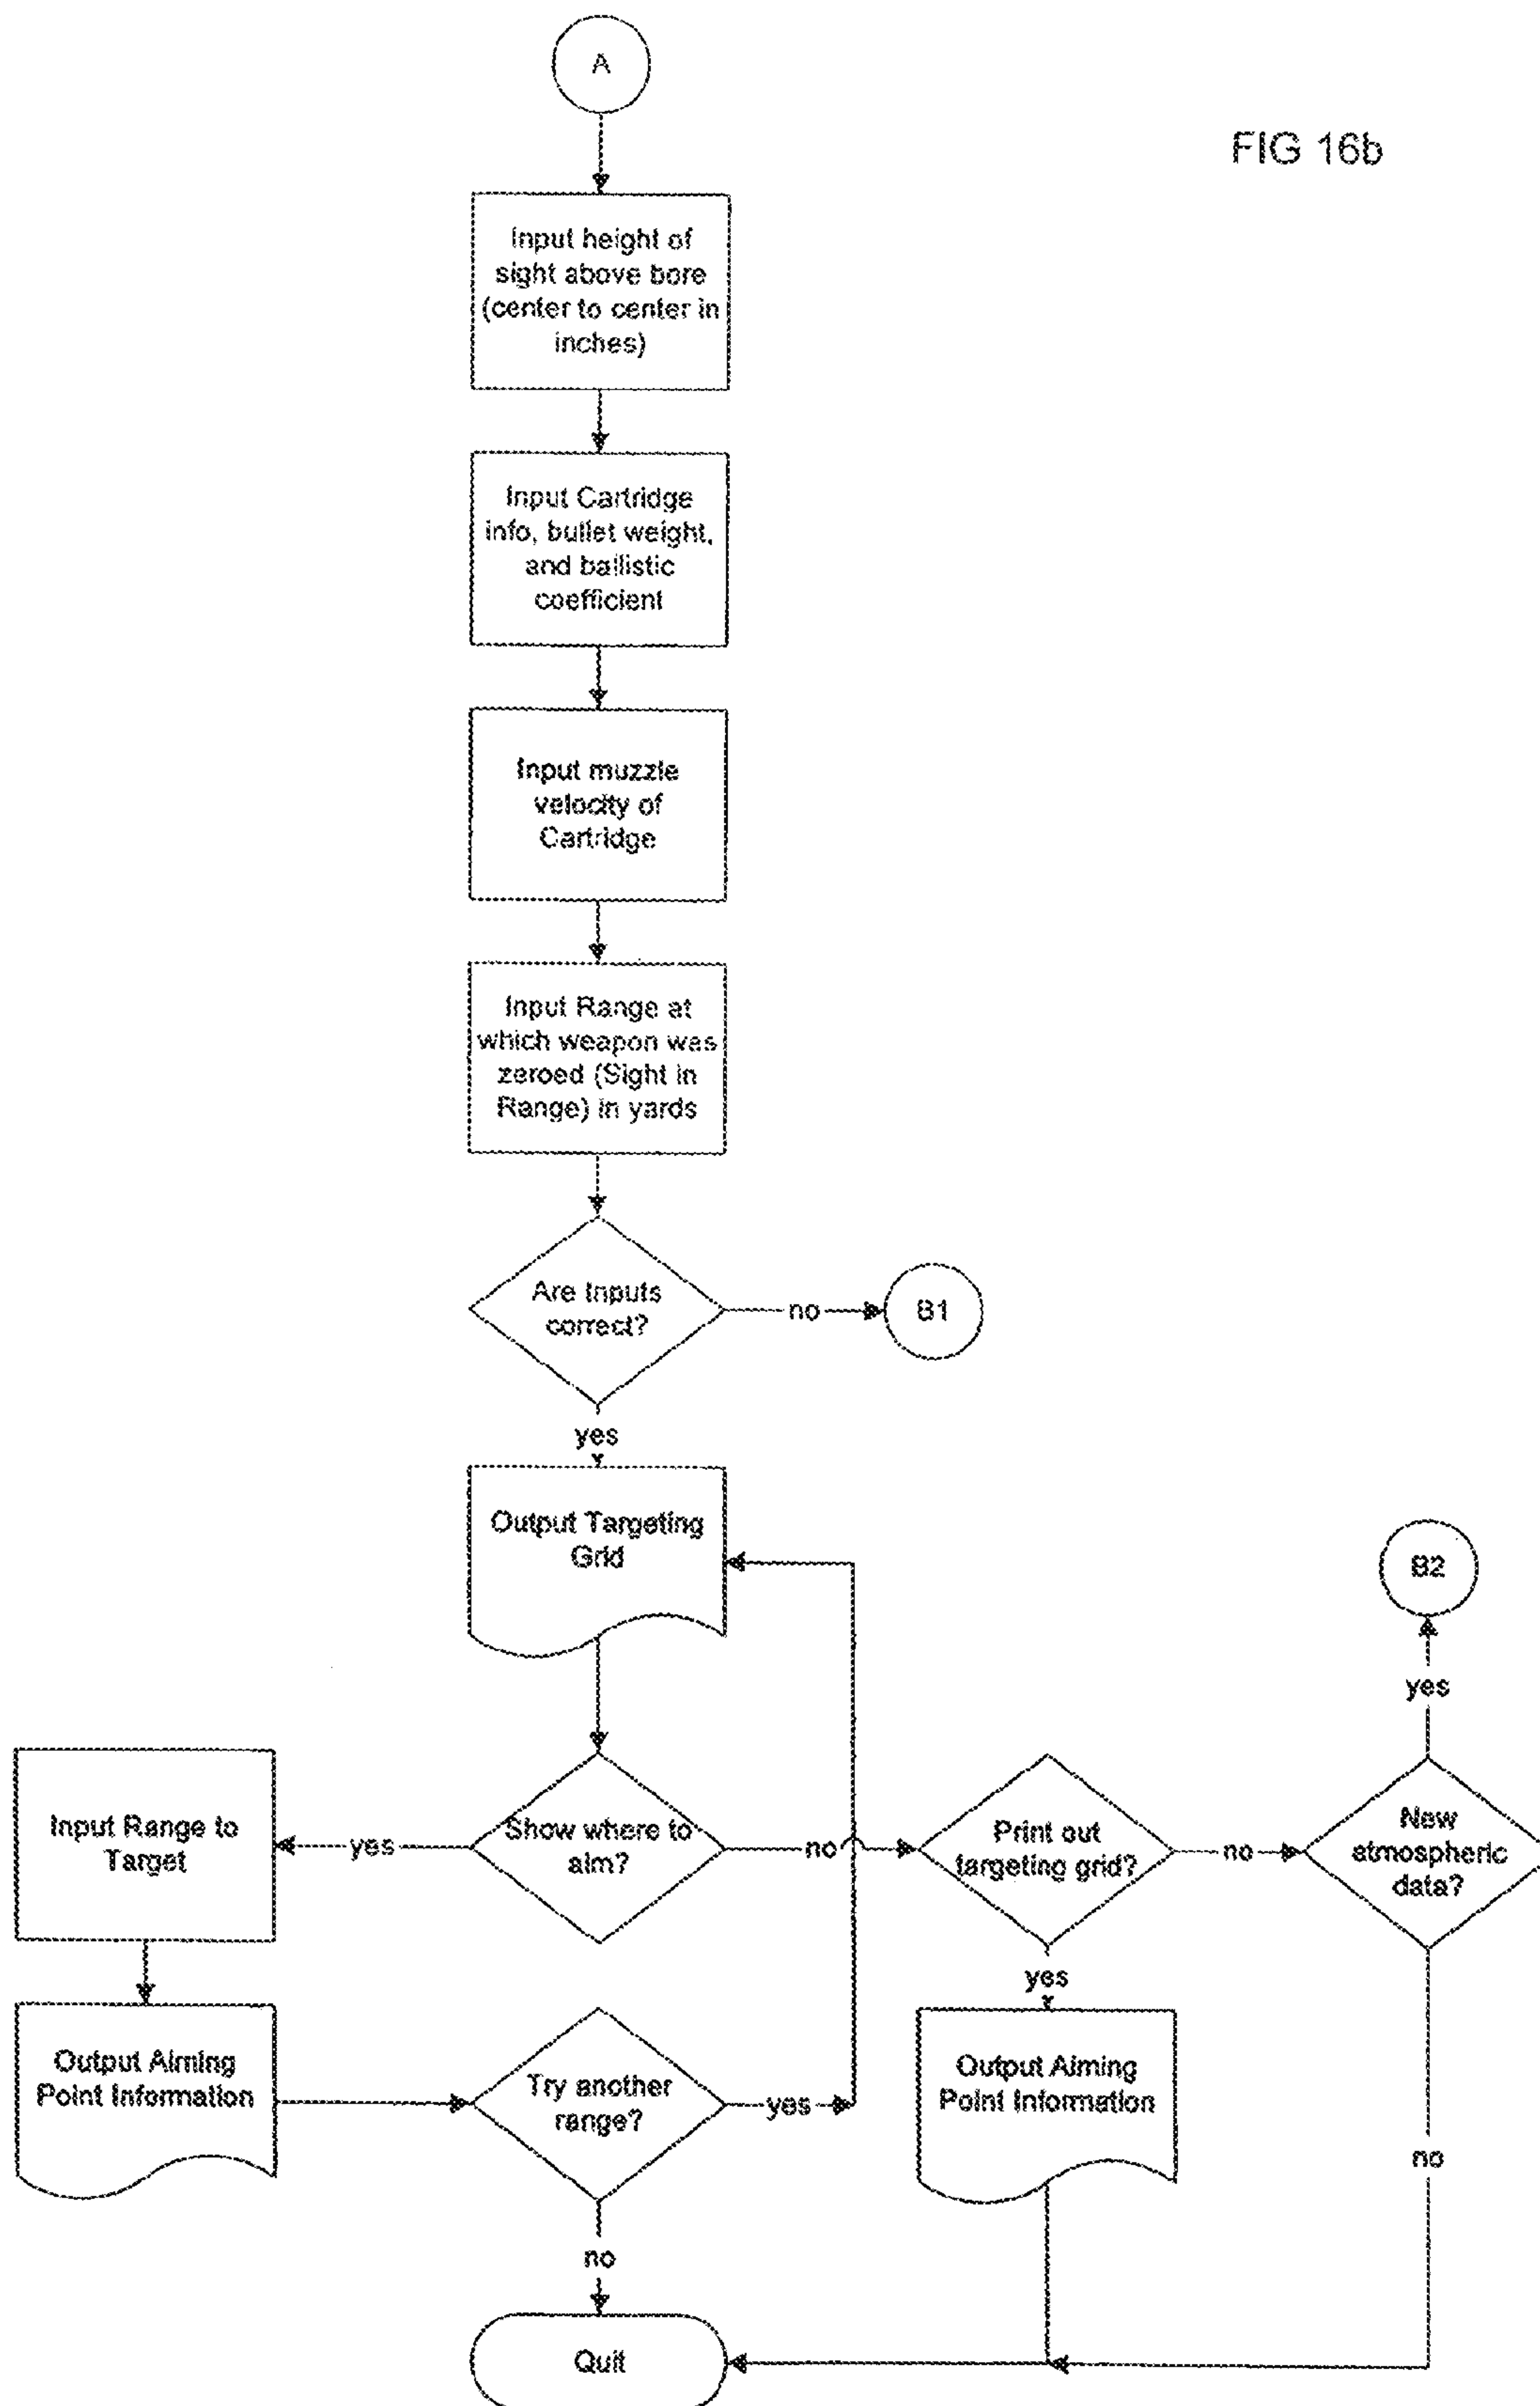 A
FIG 16b
Input height of
sight above bore
(center to center in
inches)
Input Cartridge
info, bullet weight,
and ballistic
coefficient
Input muzzle
velocity of
Cartridge
Input Range at
which weapon was
zeroed (Sight in
Range) in yards
Are Inputs
correct?
no
B1
yes
Output Targeting
Grid
B2
yes
Input Range to
Target
yes
Show where to
aim?
no
Print out
targeting grid?
no
New
atmospheric
data?
yes
Output Aiming
Point Information
Try another
range?
yes
Output Aiming
Point Information
no
no
Quit